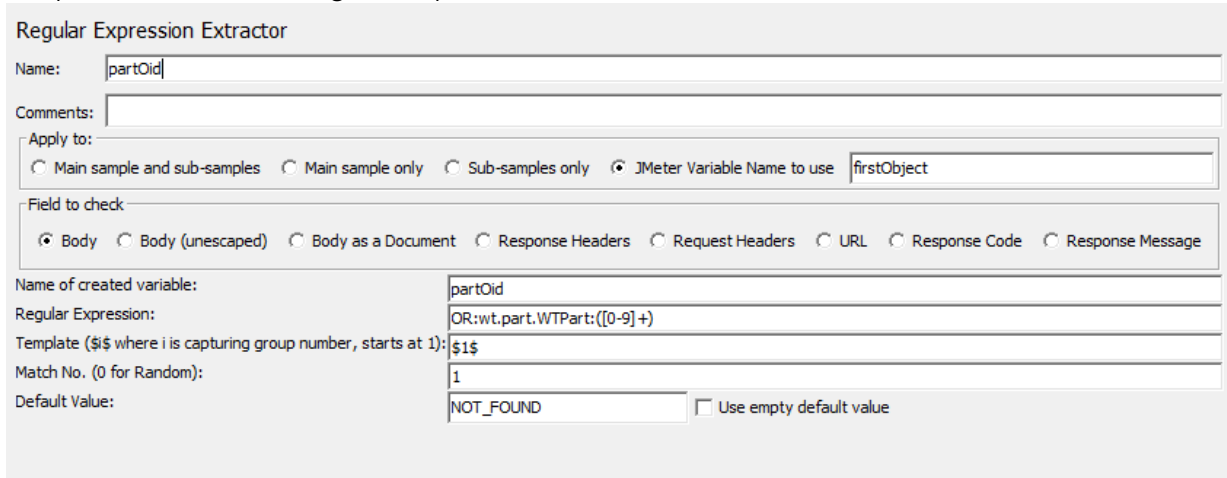 Regular Expression Extractor
Name: partOid
Comments:
Apply to:
Main sample and sub-samples Main sample only Sub-samples only JMeter Variable Name to use firstObject
Field to check
Body Body (unescaped) Body as a Document Response Headers Request Headers URL Response Code Response Message
Name of created variable: partOid
Regular Expression: OR:wt.part.WTPart:([0-9]+)
Template ($i$ where i is capturing group number, starts at 1): $1$
Match No. (0 for Random): 1
Default Value: NOT_FOUND Use empty default value